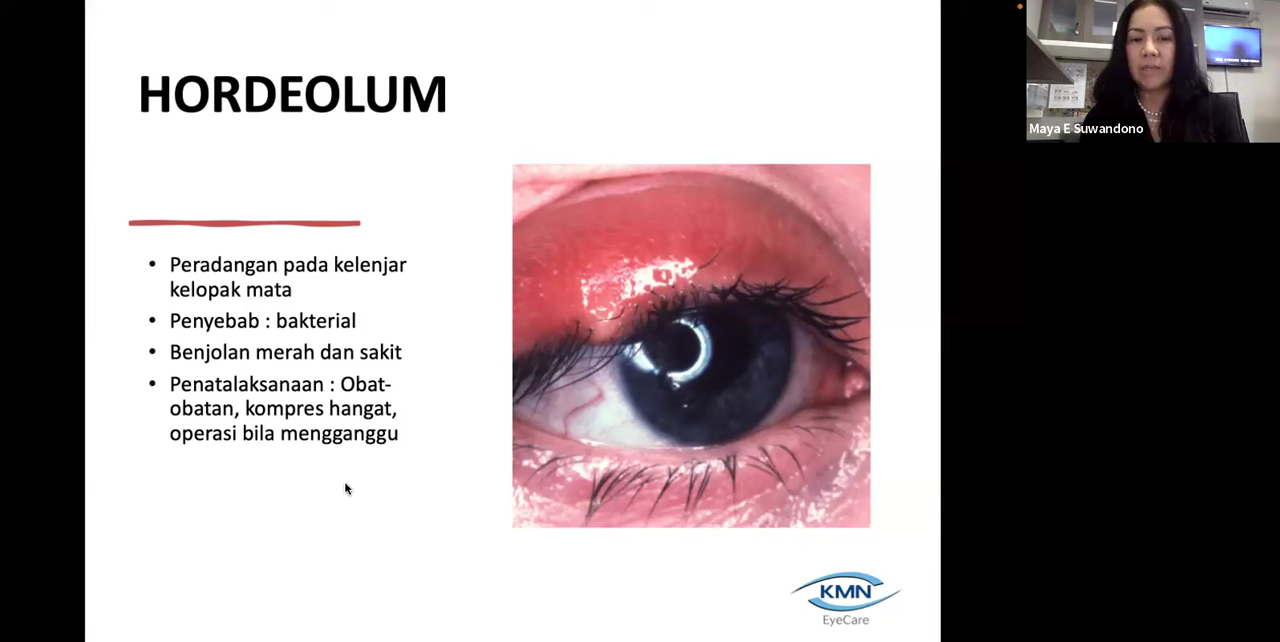 HORDEOLUM
Peradangan pada kelenjar
kelopak mata
Penyebab : bakterial
Benjolan merah dan sakit
Penatalaksanaan : Obat-
obatan, kompres hangat,
operasi bila mengganggu
KMN
EyeCare
Maya E Suwandono